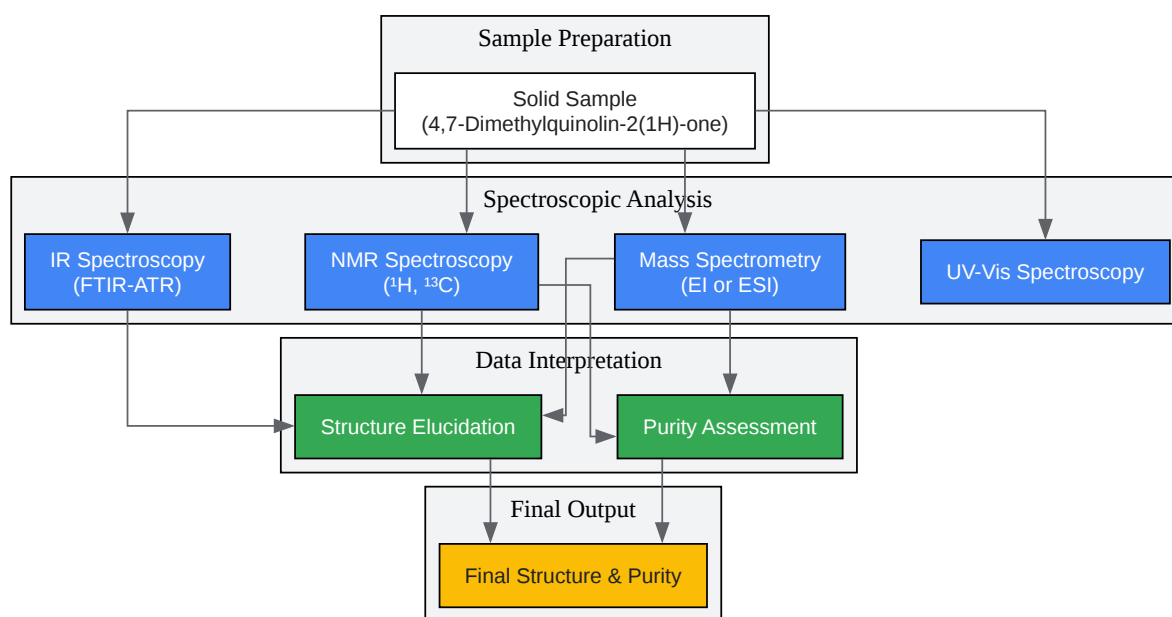 Sample Preparation
Solid Sample
(4,7-Dimethylquinolin-2(1H)-one)
Spectroscopic Analysis
IR Spectroscopy
(FTIR-ATR)
NMR Spectroscopy
(¹H, ¹³C)
Mass Spectrometry
(EI or ESI)
UV-Vis Spectroscopy
Data Interpretation
Structure Elucidation
Purity Assessment
Final Output
Final Structure & Purity